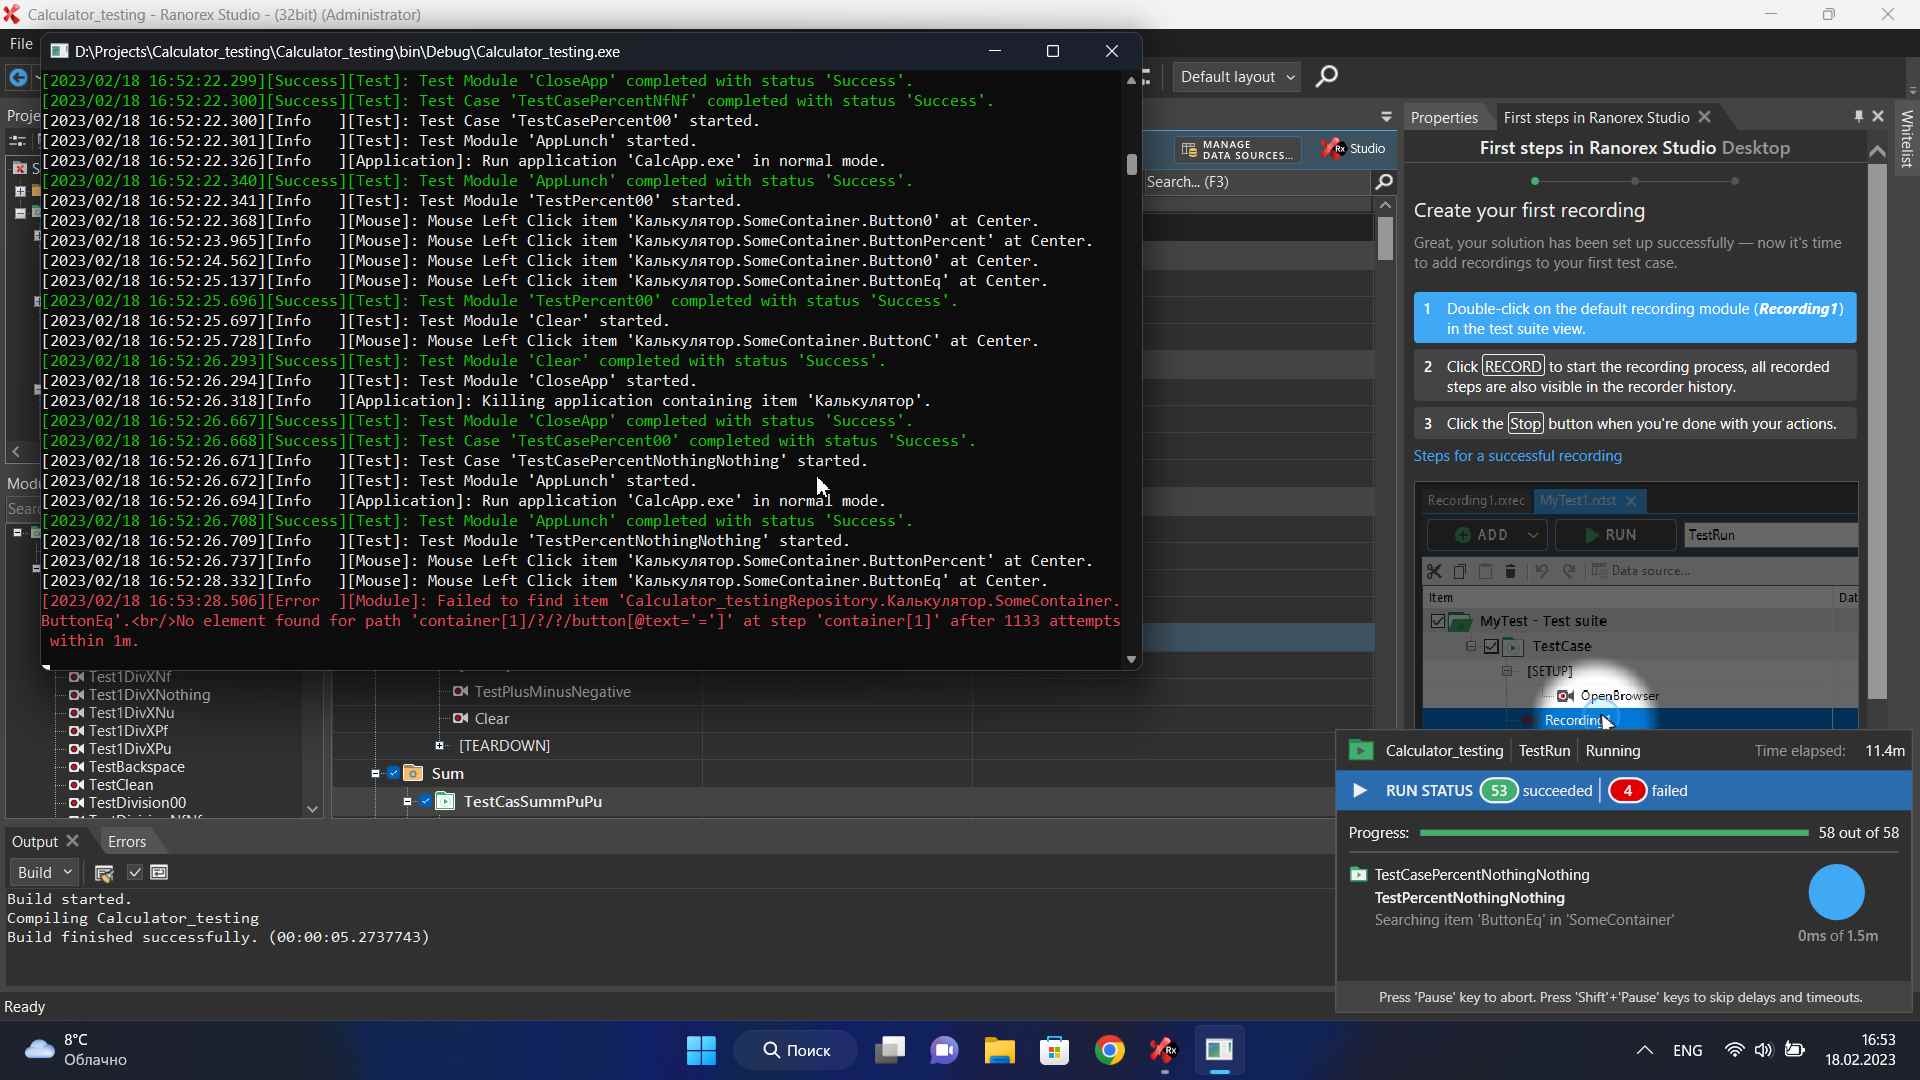 Calculator_testing - Ranorex Studio - (32bit) (Administrator)
File
D:\Projects\Calculator_testing\Calculator_testing\bin\Debug\Calculator_testing.exe
[2023/02/18 16:52:22.299][Success][Test]: Test Module 'CloseApp' completed with status 'Success'.
[2023/02/18 16:52:22.300][Success][Test]: Test Case 'TestCasePercentNfNf' completed with status 'Success'.
[2023/02/18 16:52:22.300][Info   ][Test]: Test Case 'TestCasePercent00' started.
[2023/02/18 16:52:22.301][Info   ][Test]: Test Module 'AppLunch' started.
[2023/02/18 16:52:22.326][Info   ][Application]: Run application 'CalcApp.exe' in normal mode.
[2023/02/18 16:52:22.340][Success][Test]: Test Module 'AppLunch' completed with status 'Success'.
[2023/02/18 16:52:22.341][Info   ][Test]: Test Module 'TestPercent00' started.
[2023/02/18 16:52:22.368][Info   ][Mouse]: Mouse Left Click item 'Калькулятор.SomeContainer.Button0' at Center.
[2023/02/18 16:52:23.965][Info   ][Mouse]: Mouse Left Click item 'Калькулятор.SomeContainer.ButtonPercent' at Center.
[2023/02/18 16:52:24.562][Info   ][Mouse]: Mouse Left Click item 'Калькулятор.SomeContainer.Button0' at Center.
[2023/02/18 16:52:25.137][Info   ][Mouse]: Mouse Left Click item 'Калькулятор.SomeContainer.ButtonEq' at Center.
[2023/02/18 16:52:25.696][Success][Test]: Test Module 'TestPercent00' completed with status 'Success'.
[2023/02/18 16:52:25.697][Info   ][Test]: Test Module 'Clear' started.
[2023/02/18 16:52:25.728][Info   ][Mouse]: Mouse Left Click item 'Калькулятор.SomeContainer.ButtonC' at Center.
[2023/02/18 16:52:26.293][Success][Test]: Test Module 'Clear' completed with status 'Success'.
[2023/02/18 16:52:26.294][Info   ][Test]: Test Module 'CloseApp' started.
[2023/02/18 16:52:26.318][Info   ][Application]: Killing application containing item 'Калькулятор'.
[2023/02/18 16:52:26.667][Success][Test]: Test Module 'CloseApp' completed with status 'Success'.
[2023/02/18 16:52:26.668][Success][Test]: Test Case 'TestCasePercent00' completed with status 'Success'.
[2023/02/18 16:52:26.671][Info   ][Test]: Test Case 'TestCasePercentNothingNothing' started.
[2023/02/18 16:52:26.672][Info   ][Test]: Test Module 'AppLunch' started.
[2023/02/18 16:52:26.694][Info   ][Application]: Run application 'CalcApp.exe' in normal mode.
[2023/02/18 16:52:26.708][Success][Test]: Test Module 'AppLunch' completed with status 'Success'.
[2023/02/18 16:52:26.709][Info   ][Test]: Test Module 'TestPercentNothingNothing' started.
[2023/02/18 16:52:26.737][Info   ][Mouse]: Mouse Left Click item 'Калькулятор.SomeContainer.ButtonPercent' at Center.
[2023/02/18 16:52:28.332][Info   ][Mouse]: Mouse Left Click item 'Калькулятор.SomeContainer.ButtonEq' at Center.
[2023/02/18 16:53:28.506][Error  ][Module]: Failed to find item 'Calculator_testingRepository.Калькулятор.SomeContainer.
ButtonEq'.<br/>No element found for path 'container[1]/?/?/button[@text='=']' at step 'container[1]' after 1133 attempts
within 1m.
Default layout
MANAGE
DATA SOURCES...
Studio
Search... (F3)
Properties
First steps in Ranorex Studio
Whitelist
First steps in Ranorex Studio Desktop
Create your first recording
Great, your solution has been set up successfully — now it's time
to add recordings to your first test case.
1 Double-click on the default recording module (Recording1)
in the test suite view.
2 Click RECORD to start the recording process, all recorded
steps are also visible in the recorder history.
3 Click the Stop button when you're done with your actions.
Steps for a successful recording
Recording1.rxrec
MyTest1.rxtst
ADD
RUN
TestRun
Data source...
Item
Dat
MyTest - Test suite
TestCase
[SETUP]
OpenBrowser
Recording
Proje
S
Modu
Sear
Test1DivXNf
Test1DivXNothing
Test1DivXNu
Test1DivXPf
Test1DivXPu
TestBackspace
TestClean
TestDivision00
TestPlusMinusNegative
Clear
[TEARDOWN]
Sum
TestCasSummPuPu
Calculator_testing
TestRun
Running
Time elapsed: 11.4m
RUN STATUS 53 succeeded 4 failed
Progress: 58 out of 58
TestCasePercentNothingNothing
TestPercentNothingNothing
Searching item 'ButtonEq' in 'SomeContainer'
0ms of 1.5m
Press 'Pause' key to abort. Press 'Shift'+'Pause' keys to skip delays and timeouts.
Output
Errors
Build
Build started.
Compiling Calculator_testing
Build finished successfully. (00:00:05.2737743)
Ready
8°C
Облачно
Поиск
Rx
ENG
16:53
18.02.2023